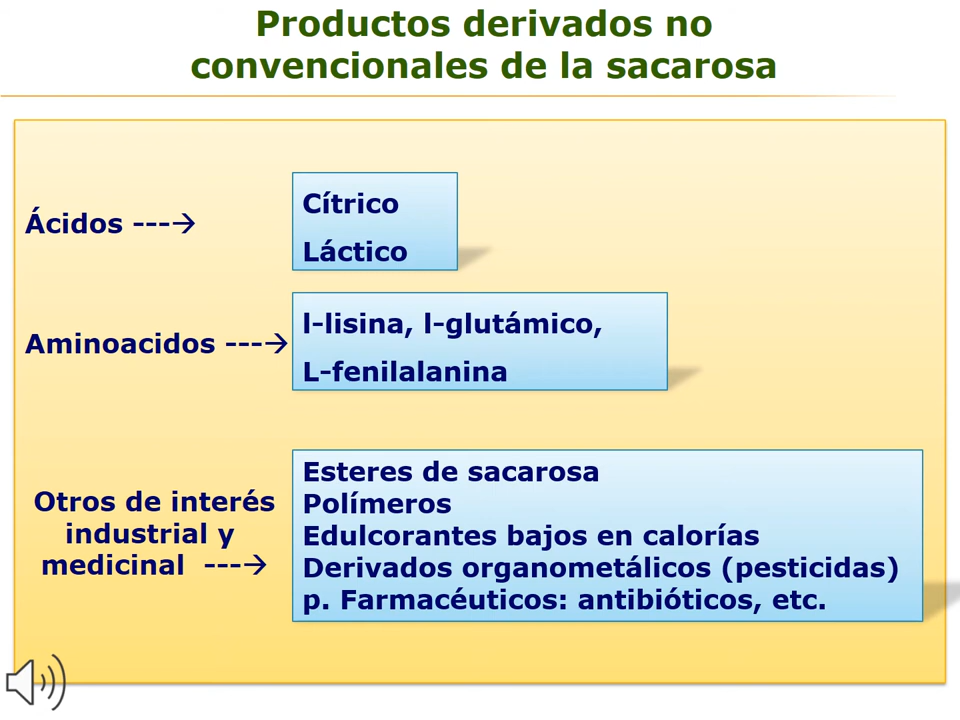 Productos derivados no
convencionales de la sacarosa
Ácidos ---→
Cítrico
Láctico
Aminoacidos ---→
l-lisina, l-glutámico,
L-fenilalanina
Otros de interés
industrial y
medicinal ---→
Esteres de sacarosa
Polímeros
Edulcorantes bajos en calorías
Derivados organometálicos (pesticidas)
p. Farmacéuticos: antibióticos, etc.